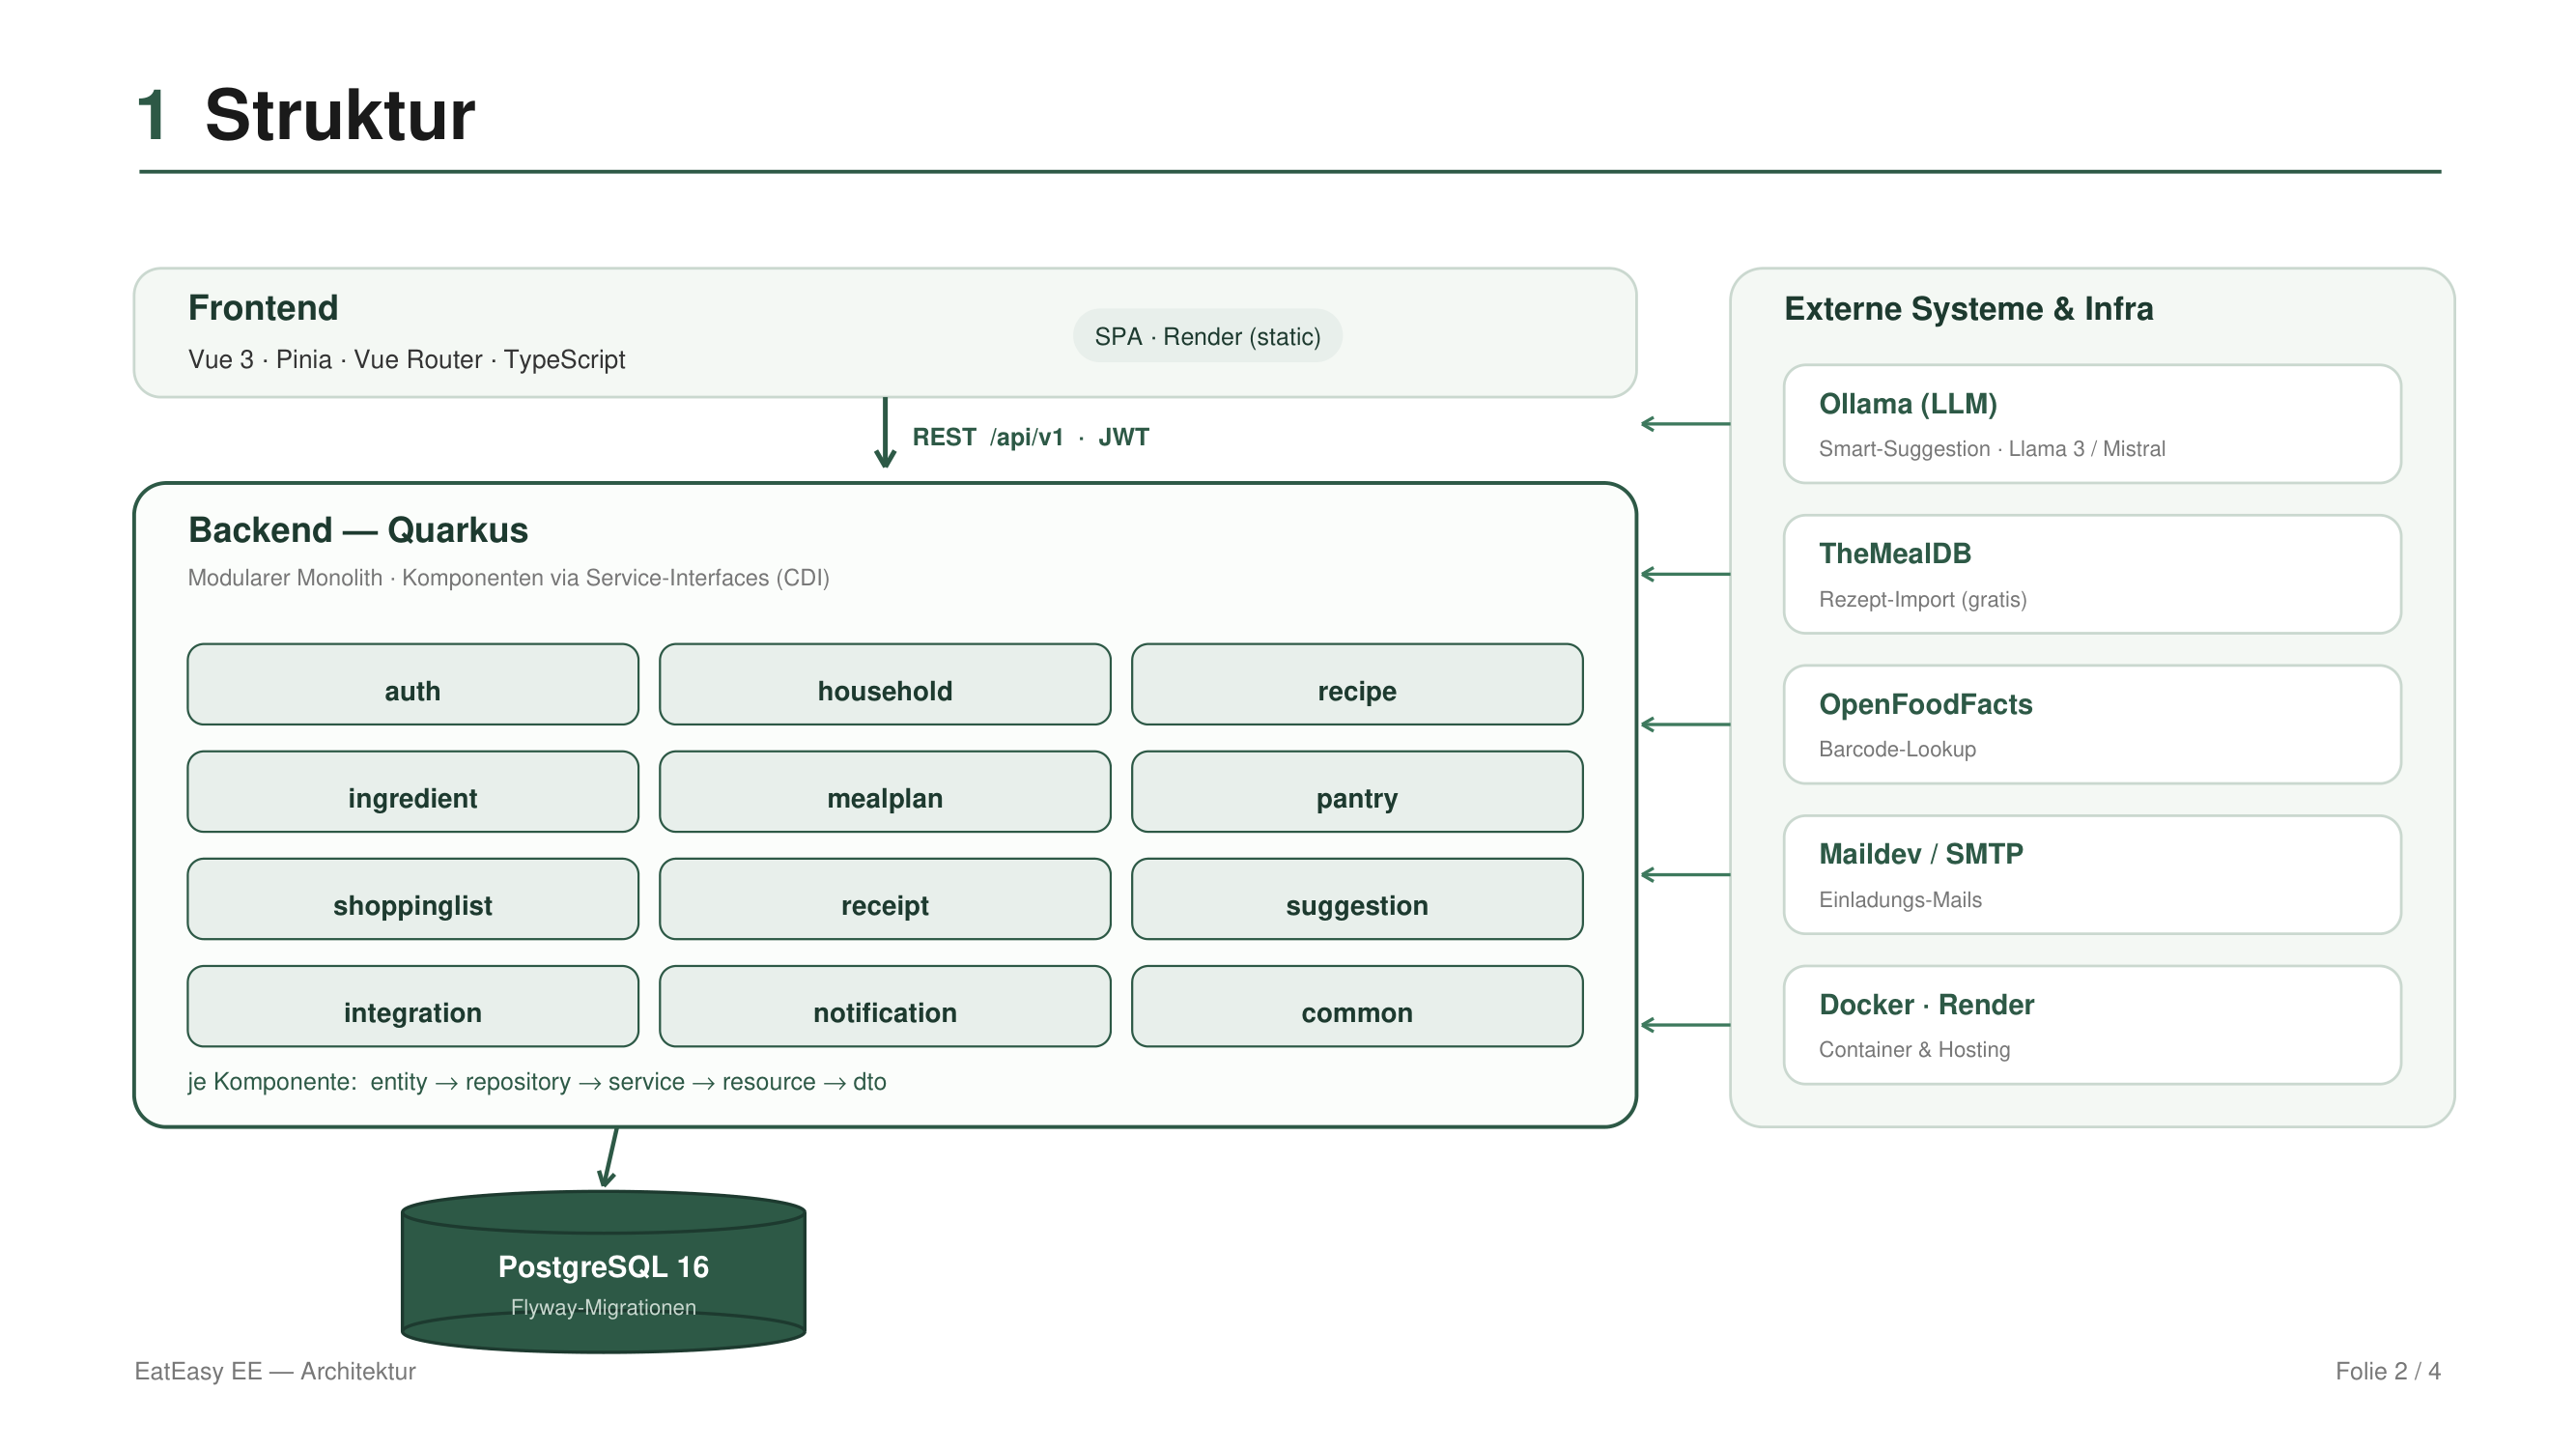 1 Struktur
Frontend
Vue 3 · Pinia · Vue Router · TypeScript
SPA · Render (static)
REST /api/v1 · JWT
Backend — Quarkus
Modularer Monolith · Komponenten via Service-Interfaces (CDI)
auth
household
recipe
ingredient
mealplan
pantry
shoppinglist
receipt
suggestion
integration
notification
common
je Komponente: entity → repository → service → resource → dto
PostgreSQL 16
Flyway-Migrationen
Externe Systeme & Infra
Ollama (LLM)
Smart-Suggestion · Llama 3 / Mistral
TheMealDB
Rezept-Import (gratis)
OpenFoodFacts
Barcode-Lookup
Maildev / SMTP
Einladungs-Mails
Docker · Render
Container & Hosting
EatEasy EE — Architektur
Folie 2 / 4